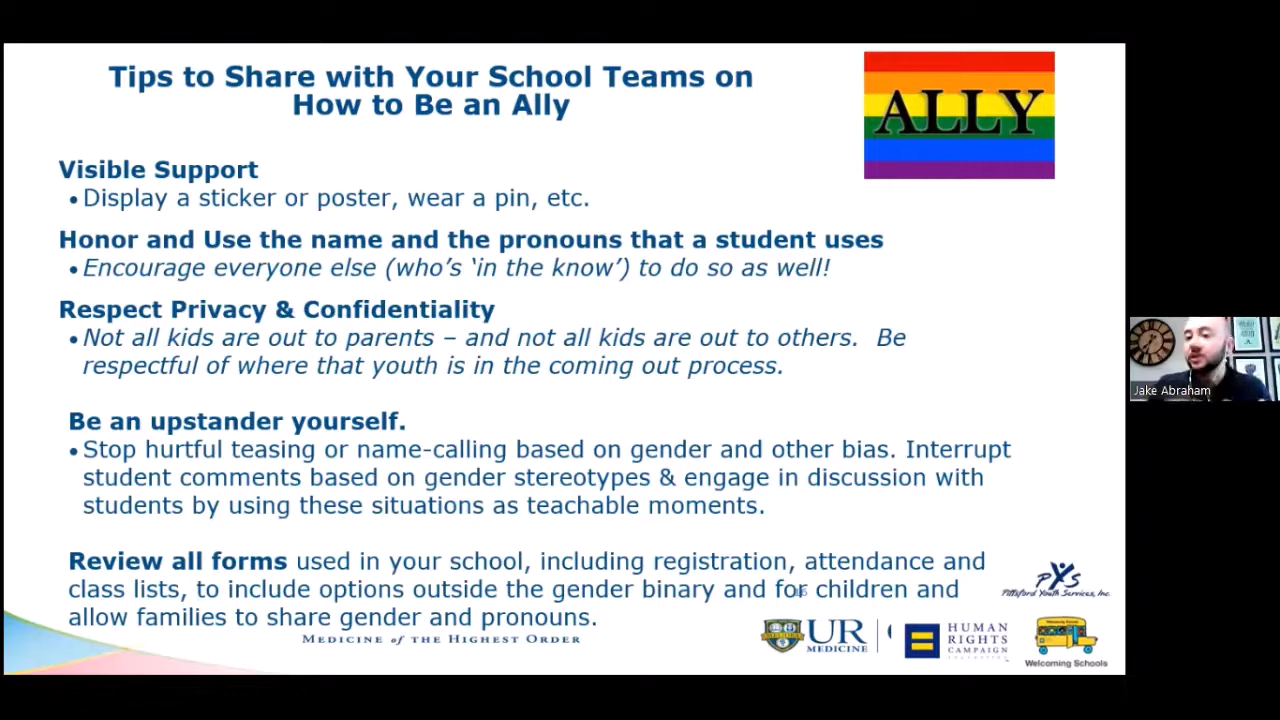 Tips to Share with Your School Teams on
How to Be an Ally
ALLY
Visible Support
• Display a sticker or poster, wear a pin, etc.
Honor and Use the name and the pronouns that a student uses
• Encourage everyone else (who’s ‘in the know’) to do so as well!
Respect Privacy & Confidentiality
• Not all kids are out to parents – and not all kids are out to others. Be
respectful of where that youth is in the coming out process.
Be an upstander yourself.
• Stop hurtful teasing or name-calling based on gender and other bias. Interrupt
student comments based on gender stereotypes & engage in discussion with
students by using these situations as teachable moments.
Review all forms used in your school, including registration, attendance and
class lists, to include options outside the gender binary and for children and
allow families to share gender and pronouns.
MEDICINE of THE HIGHEST ORDER
UR
MEDICINE
HUMAN
RIGHTS
CAMPAIGN
PYS
Pittsford Youth Services, Inc.
Welcoming Schools
Jake Abraham